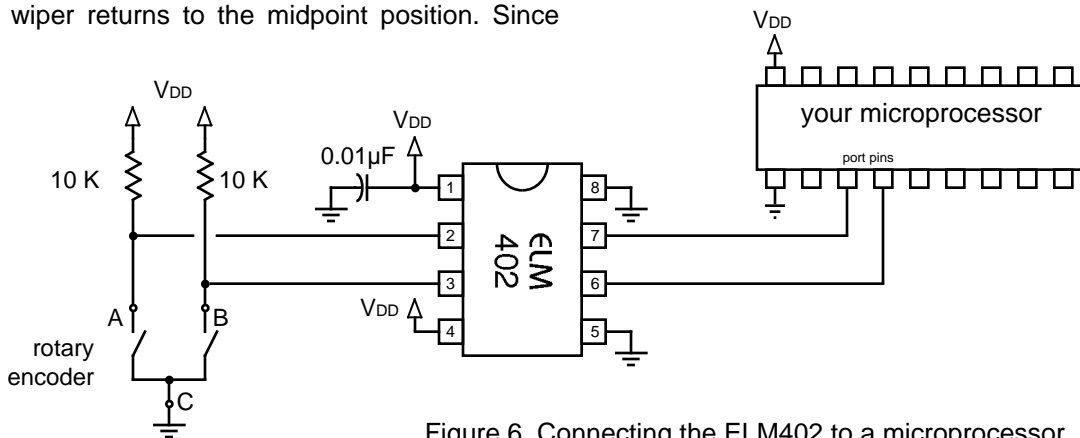 wiper returns to the midpoint position. Since
VDD
VDD
your microprocessor
port pins
VDD
0.01µF
10 K
10 K
1
8
2
7
3
6
4
5
ELM
402
VDD
A
B
rotary
encoder
C
Figure 6. Connecting the ELM402 to a microprocessor